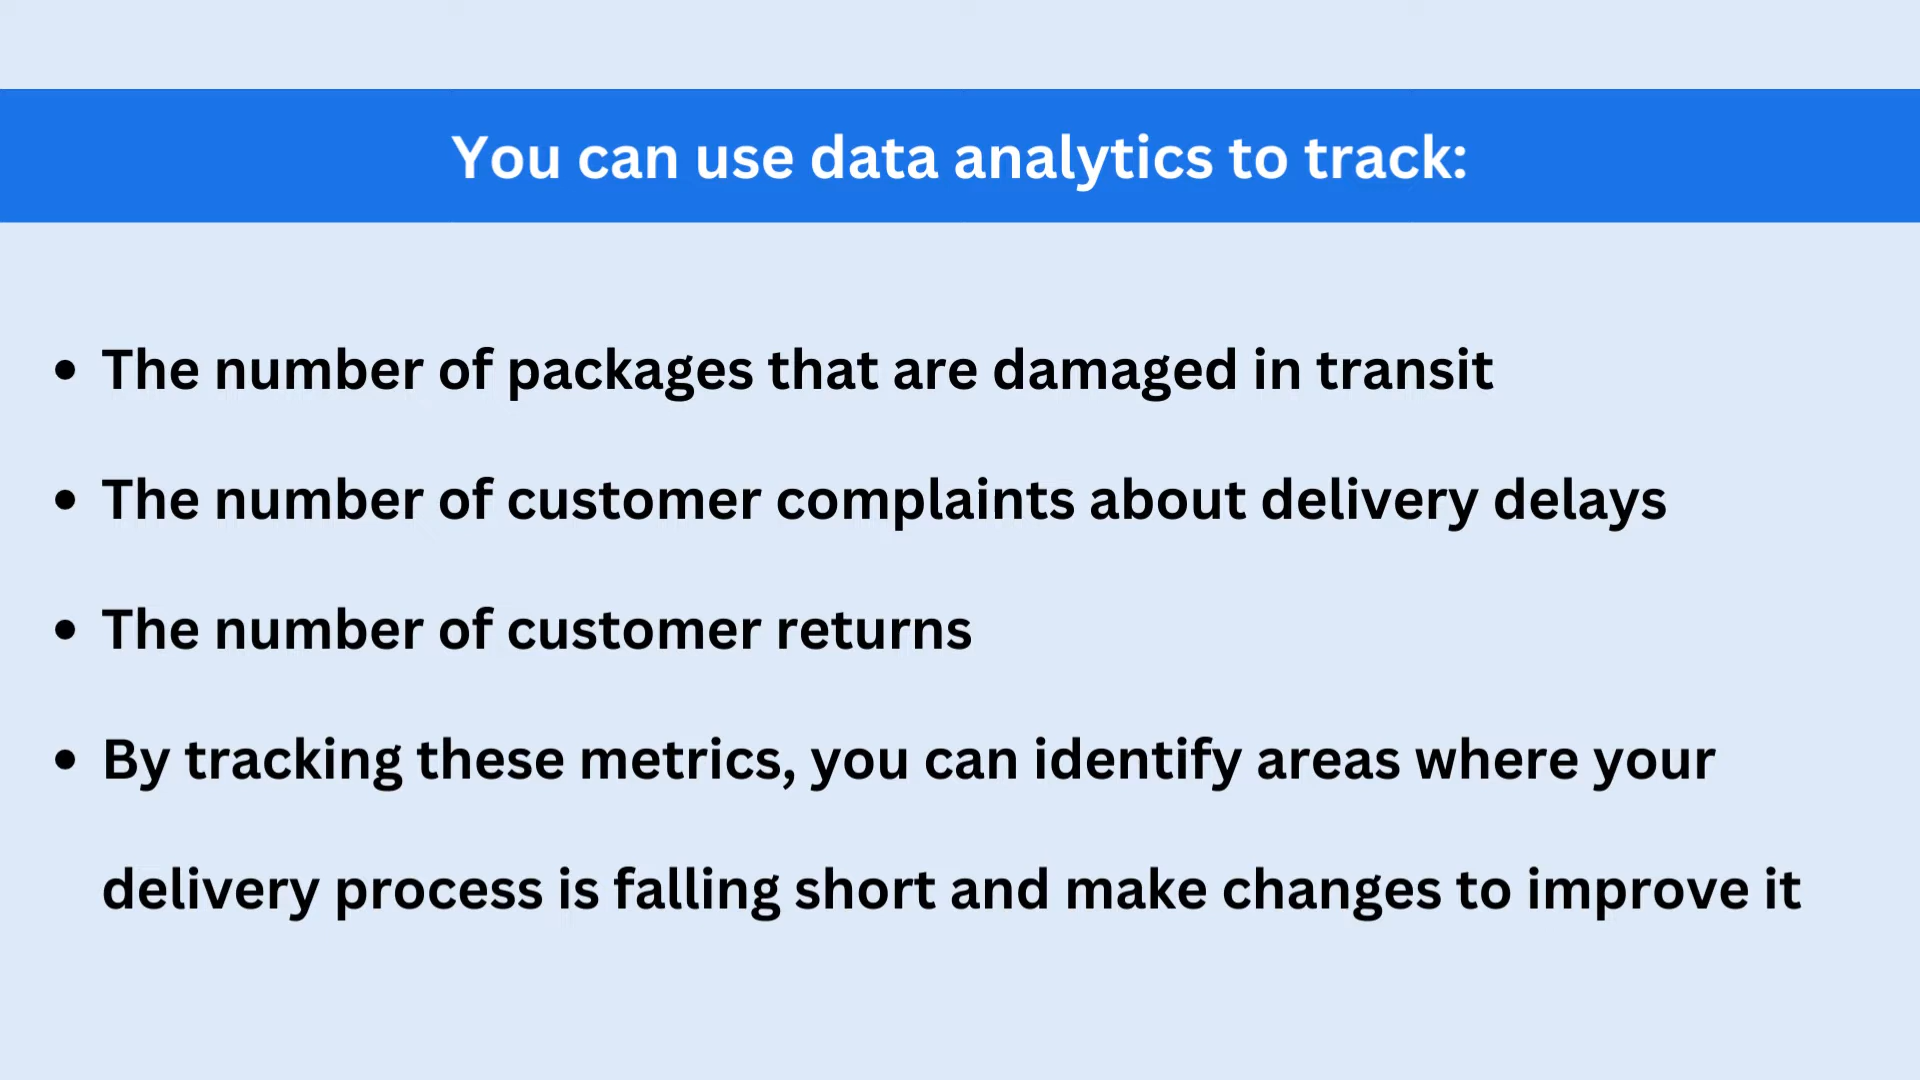 You can use data analytics to track:
• The number of packages that are damaged in transit
• The number of customer complaints about delivery delays
• The number of customer returns
• By tracking these metrics, you can identify areas where your
delivery process is falling short and make changes to improve it